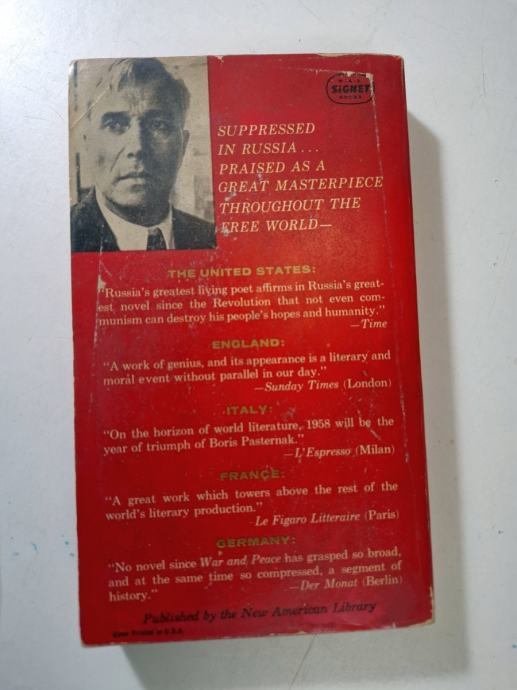 SIGNET
BOOKS
SUPPRESSED
IN RUSSIA...
PRAISED AS A
GREAT MASTERPIECE
THROUGHOUT THE
FREE WORLD—
THE UNITED STATES:
"Russia's greatest living poet affirms in Russia's great-
est novel since the Revolution that not even com-
munism can destroy his people's hopes and humanity."
—Time
ENGLAND:
"A work of genius, and its appearance is a literary and
moral event without parallel in our day."
—Sunday Times (London)
ITALY:
"On the horizon of world literature, 1958 will be the
year of triumph of Boris Pasternak."
—L'Espresso (Milan)
FRANCE:
"A great work which towers above the rest of the
world's literary production."
Le Figaro Litteraire (Paris)
GERMANY:
"No novel since War and Peace has grasped so broad,
and at the same time so compressed, a segment of
history."
—Der Monat (Berlin)
Published by the New American Library
Printed in U.S.A.